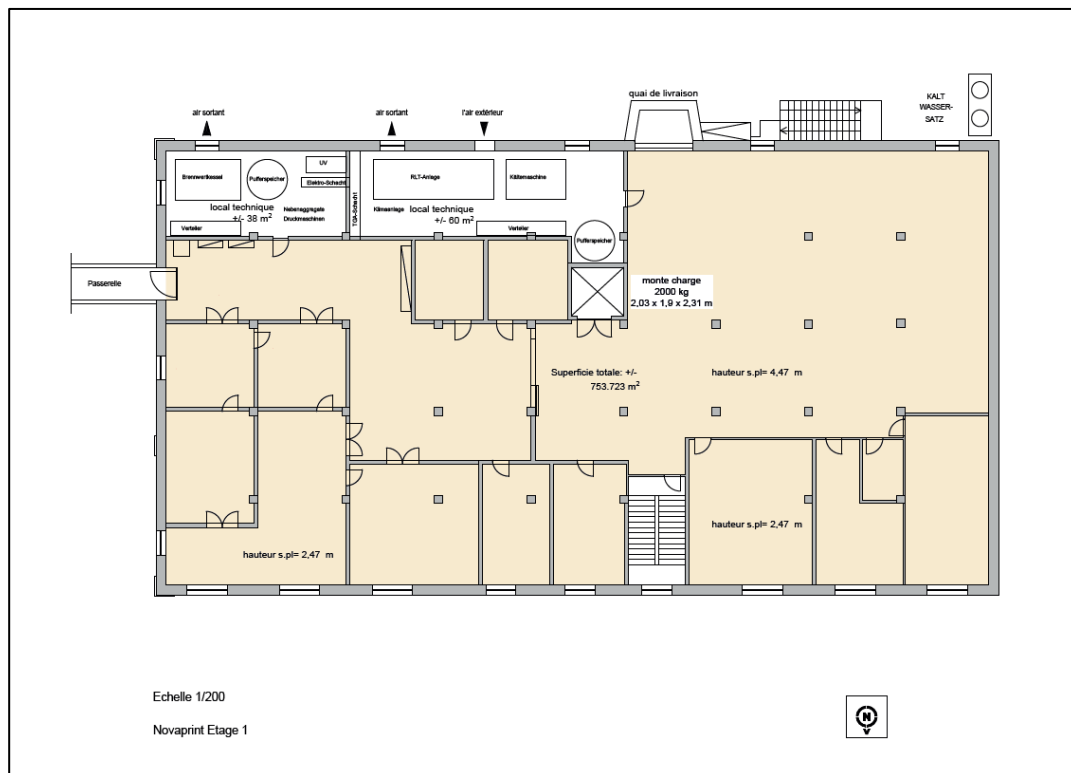 quai de livraison
KALT
WASSER-
SATZ
air sortant
air sortant
l'air extérieur
UV
Brennwertkessel
Pufferspeicher
Elektro-Schacht
TGA-Schacht
RLT-Anlage
Kältemaschine
local technique
+/- 38 m²
Nebenaggregate
Druckmaschinen
Klimaanlage
local technique
+/- 60 m²
Verteiler
Verteiler
Pufferspeicher
Passerelle
monte charge
2000 kg
2,03 x 1,9 x 2,31 m
Superficie totale: +/-
753.723 m²
hauteur s.pl= 4,47 m
hauteur s.pl= 2,47 m
hauteur s.pl= 2,47 m
Echelle 1/200
Novaprint Etage 1
N